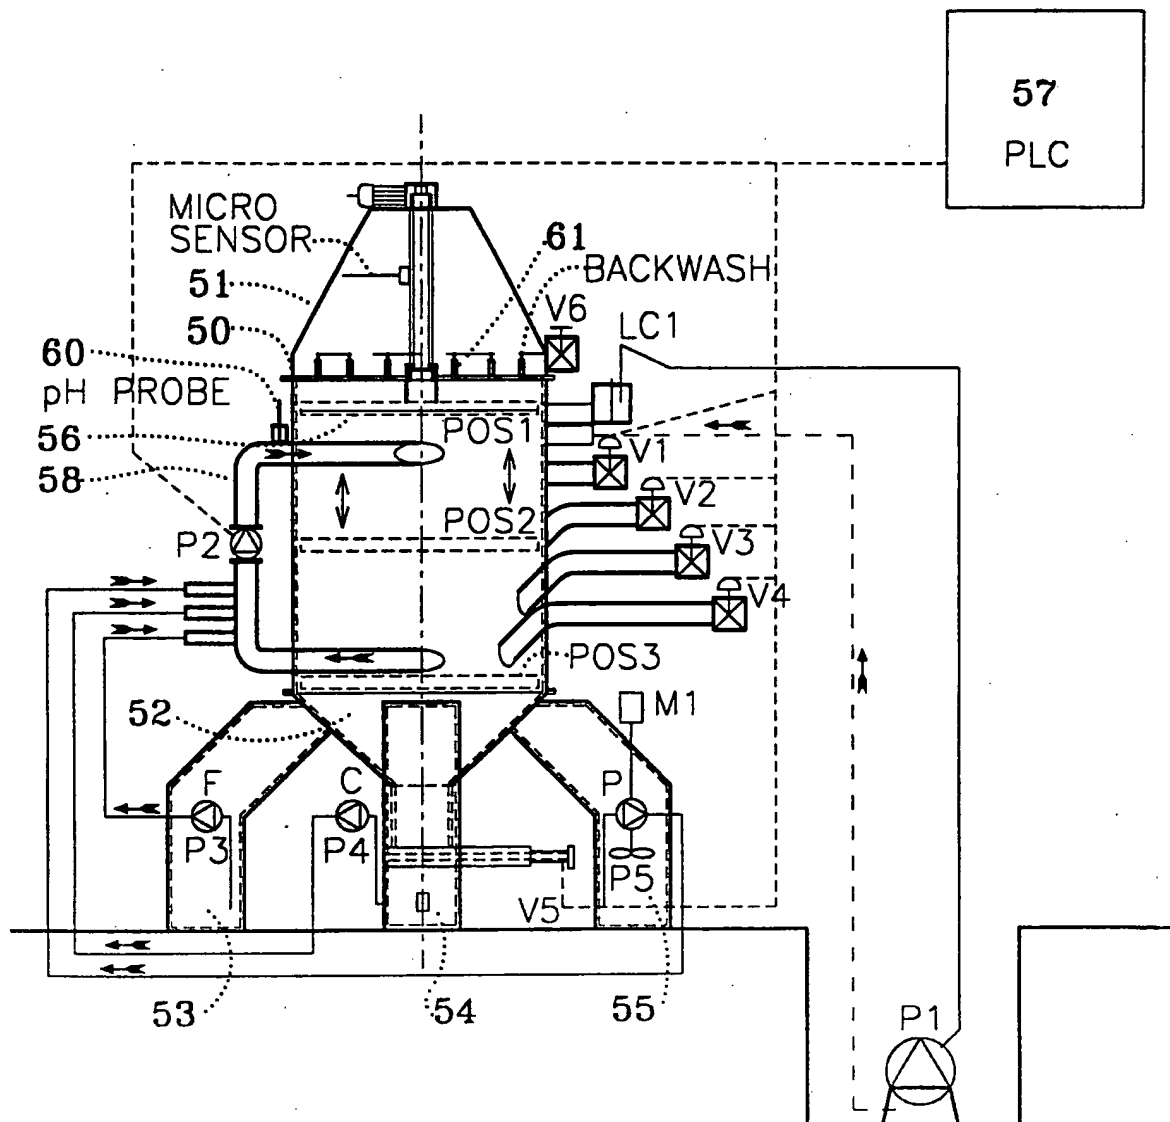 57
PLC
MICRO
SENSOR
61
51
BACKWASH
V6
50
LC1
60
pH PROBE
POS1
56
V1
58
V2
POS2
P2
V3
V4
POS3
52
M1
F
C
P
P3
P4
P5
V5
53
54
55
P1